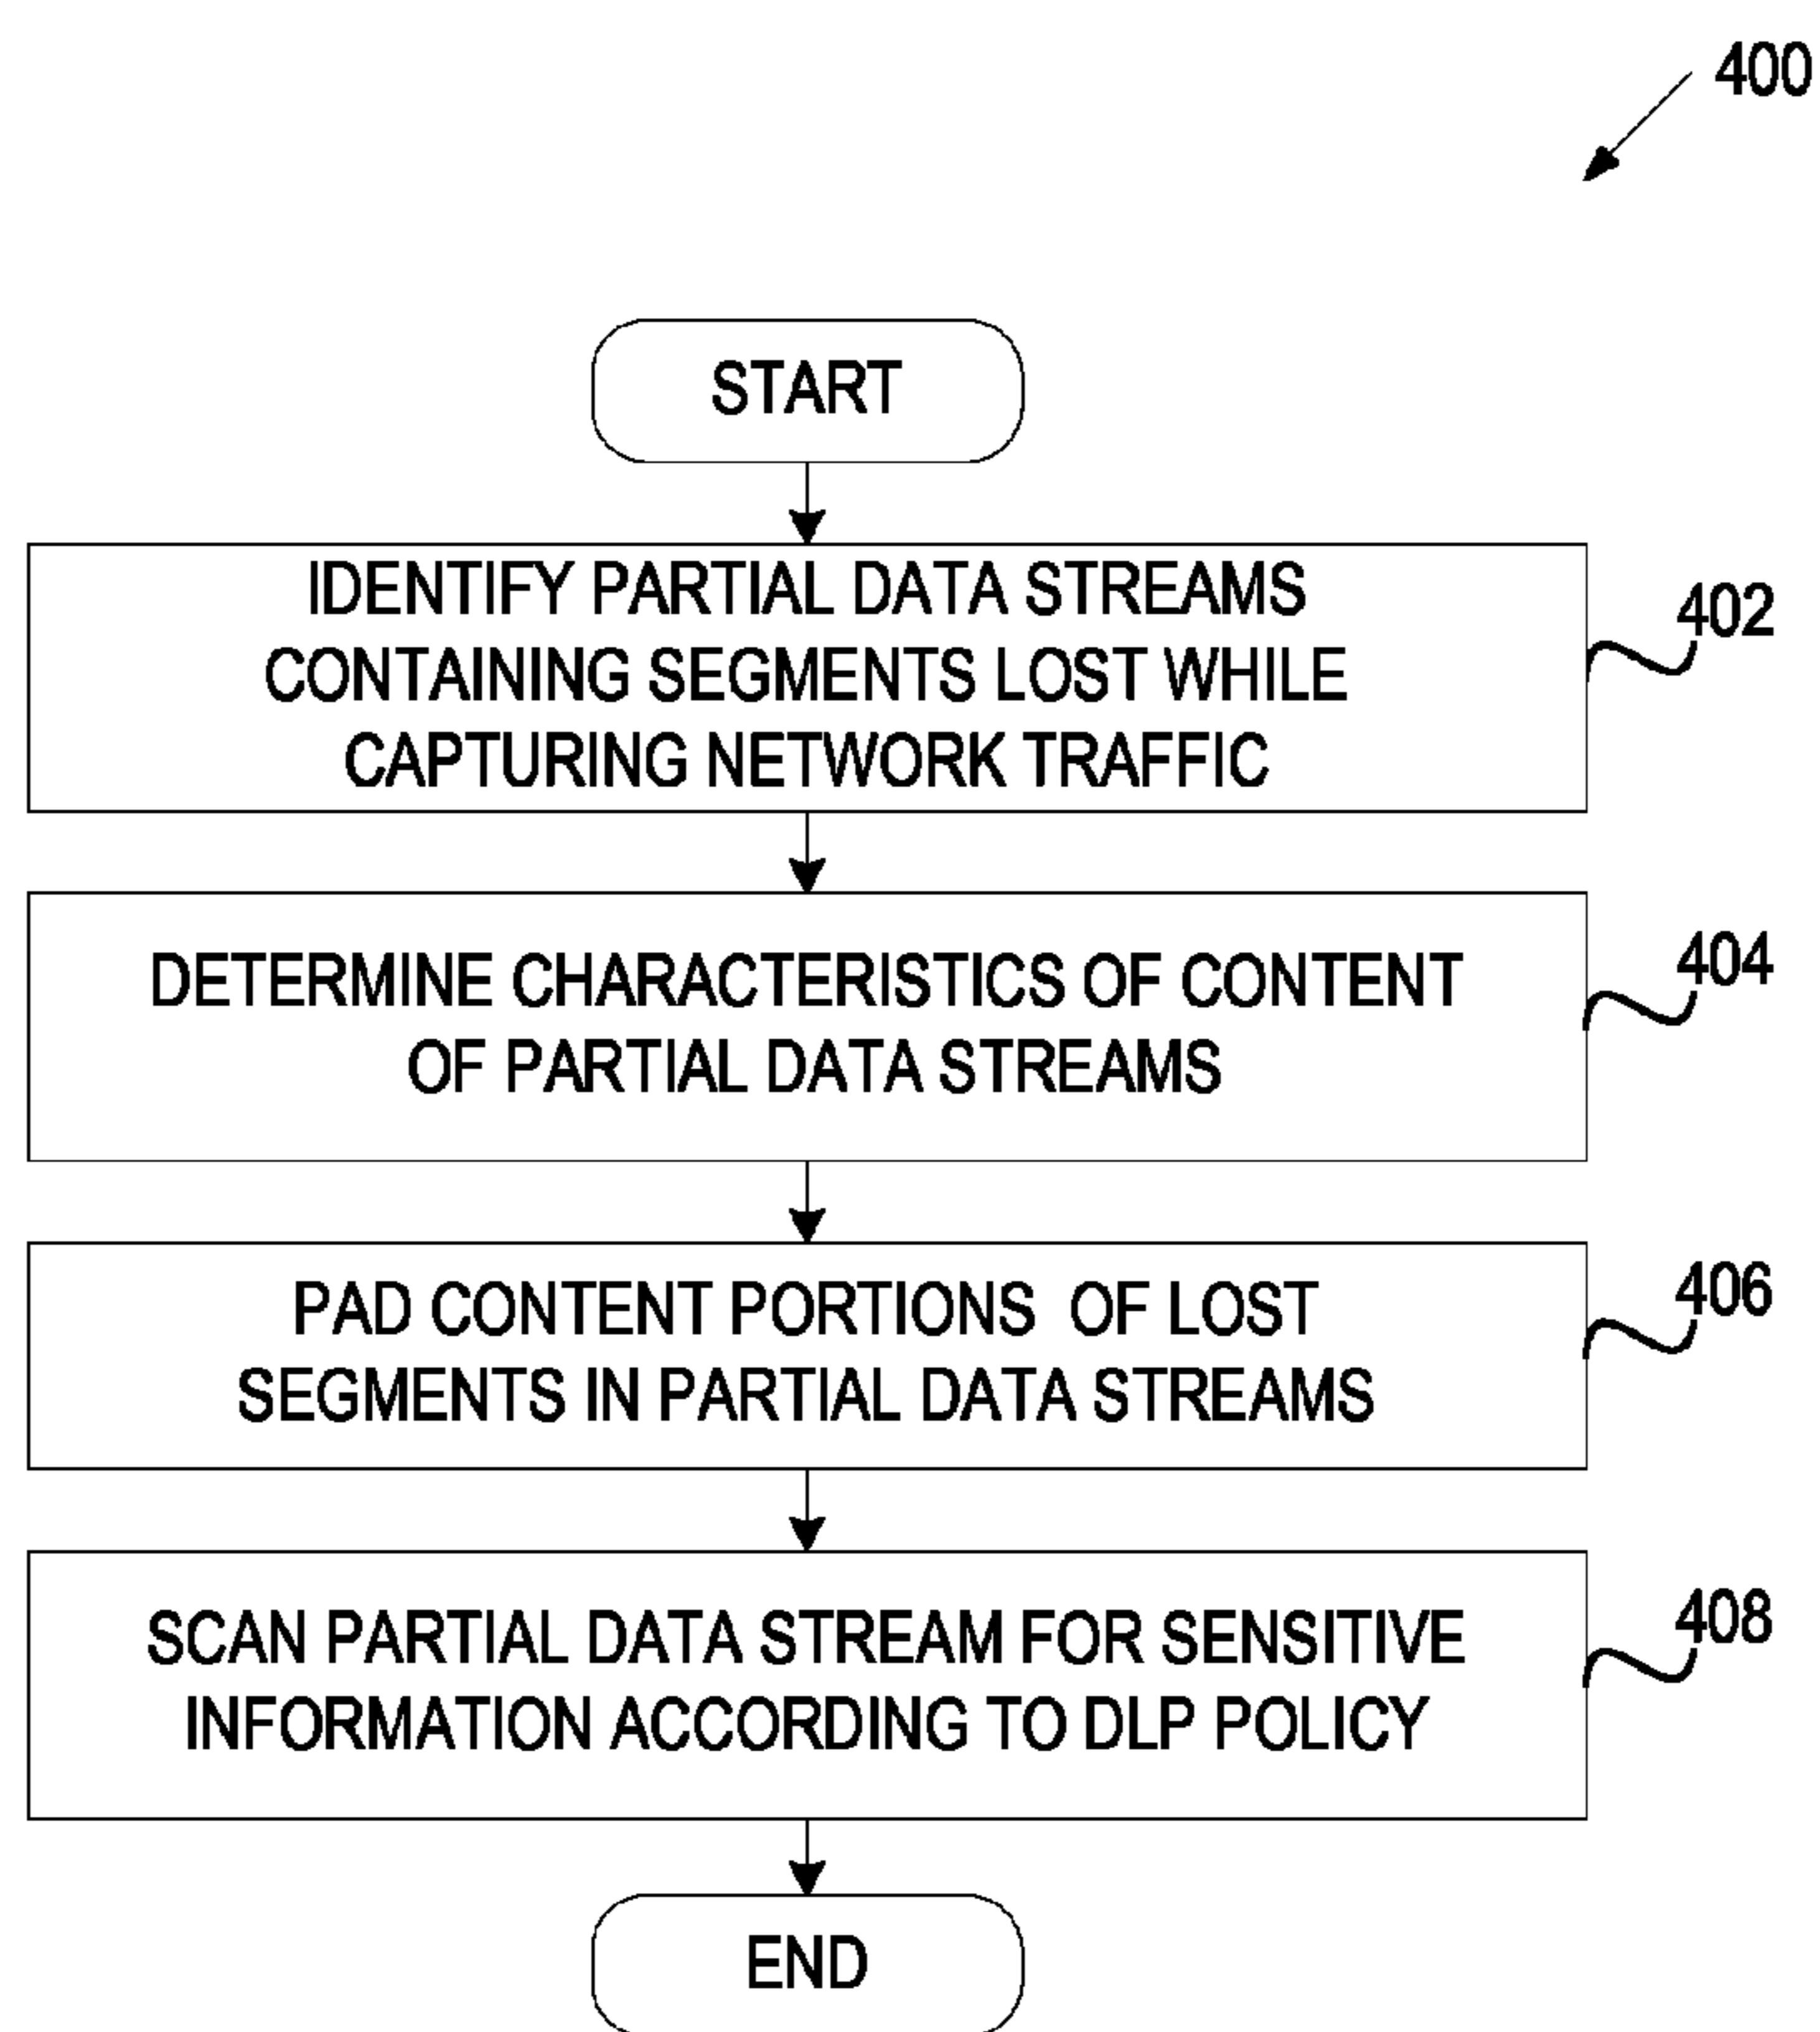 400
START
IDENTIFY PARTIAL DATA STREAMS
CONTAINING SEGMENTS LOST WHILE
CAPTURING NETWORK TRAFFIC
402
DETERMINE CHARACTERISTICS OF CONTENT
OF PARTIAL DATA STREAMS
404
PAD CONTENT PORTIONS OF LOST
SEGMENTS IN PARTIAL DATA STREAMS
406
SCAN PARTIAL DATA STREAM FOR SENSITIVE
INFORMATION ACCORDING TO DLP POLICY
408
END